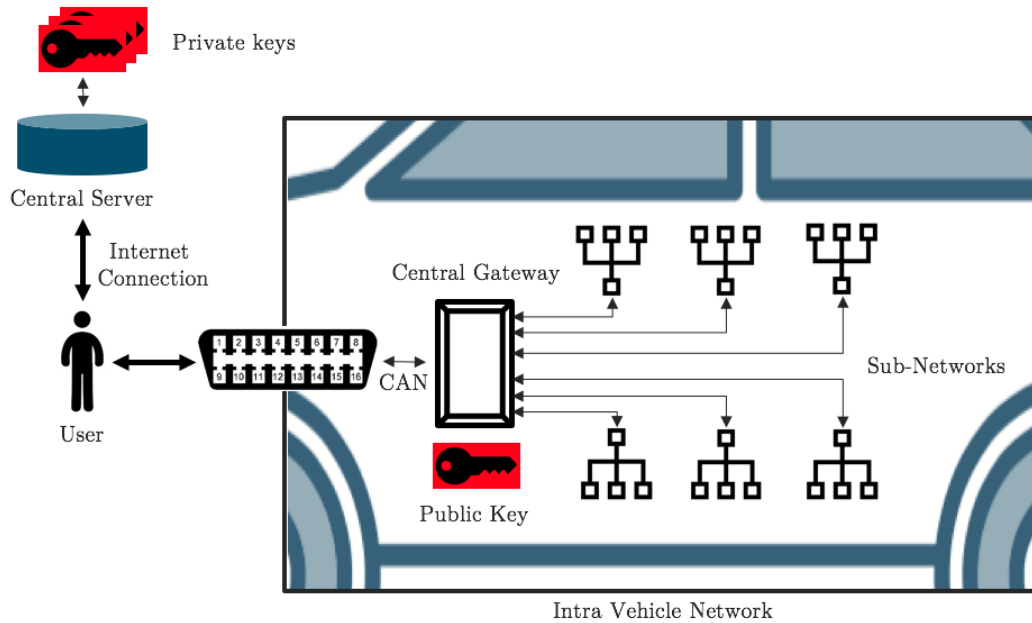 Private keys
Central Server
Internet
Connection
User
1 2 3 4 5 6 7 8
9 10 11 12 13 14 15 16
CAN
Central Gateway
Public Key
Sub-Networks
Intra Vehicle Network